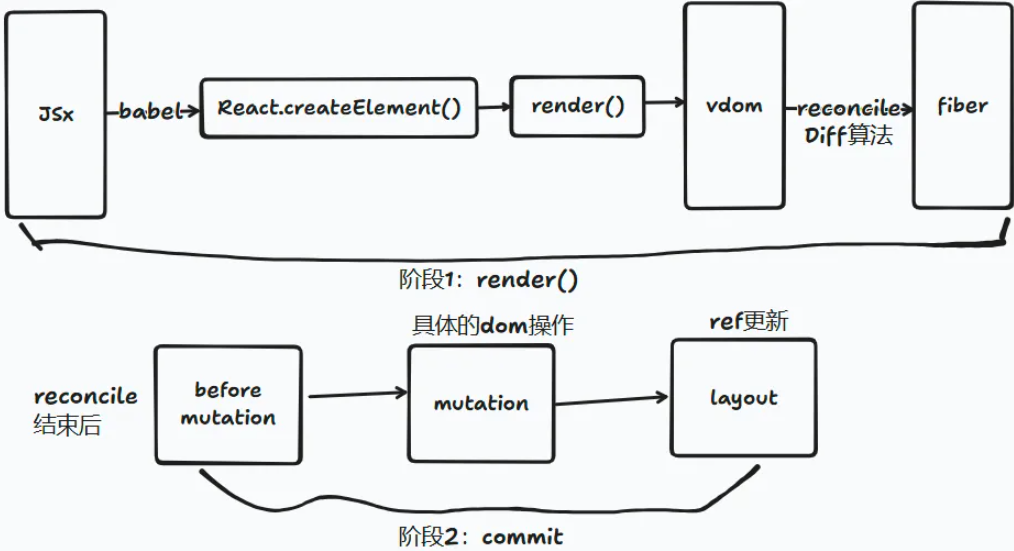 JSx
babel
React.createElement()
render()
vdom
reconcile
Diff算法
fiber
阶段1：render()
具体的dom操作
ref更新
reconcile
结束后
before
mutation
mutation
layout
阶段2：commit